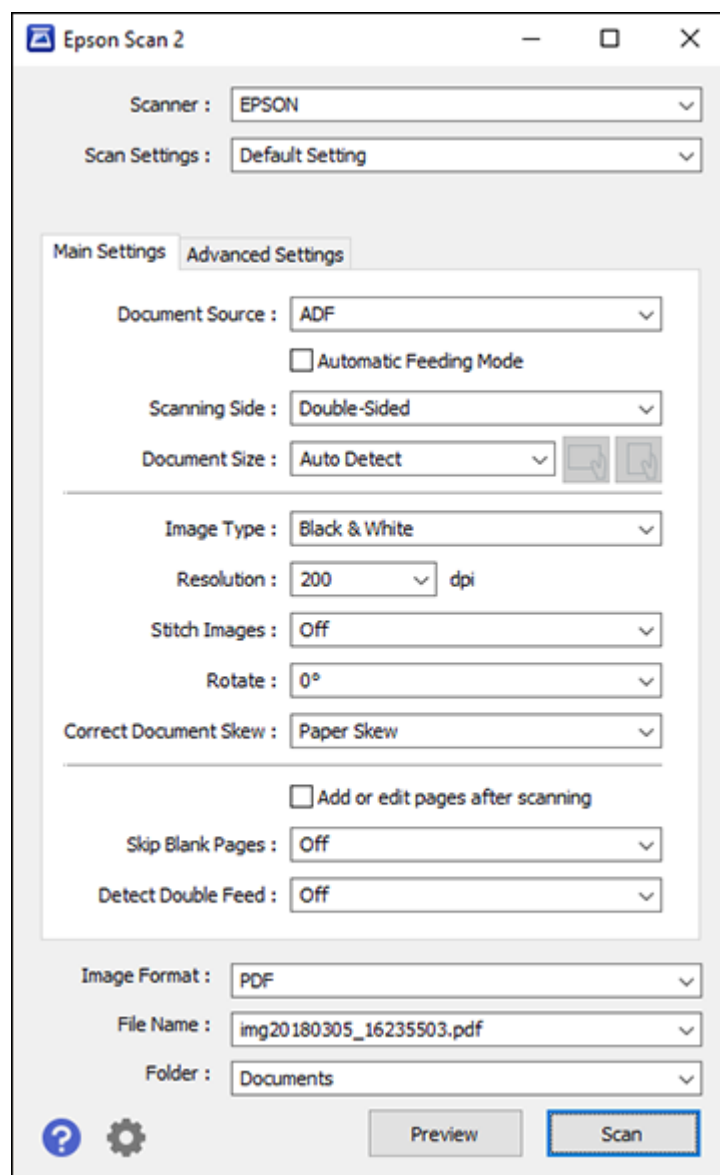 Epson Scan 2
Scanner : EPSON
Scan Settings : Default Setting
Main Settings Advanced Settings
Document Source : ADF
Automatic Feeding Mode
Scanning Side : Double-Sided
Document Size : Auto Detect
Image Type : Black & White
Resolution : 200 dpi
Stitch Images : Off
Rotate : 0°
Correct Document Skew : Paper Skew
Add or edit pages after scanning
Skip Blank Pages : Off
Detect Double Feed : Off
Image Format : PDF
File Name : img20180305_16235503.pdf
Folder : Documents
? Preview Scan